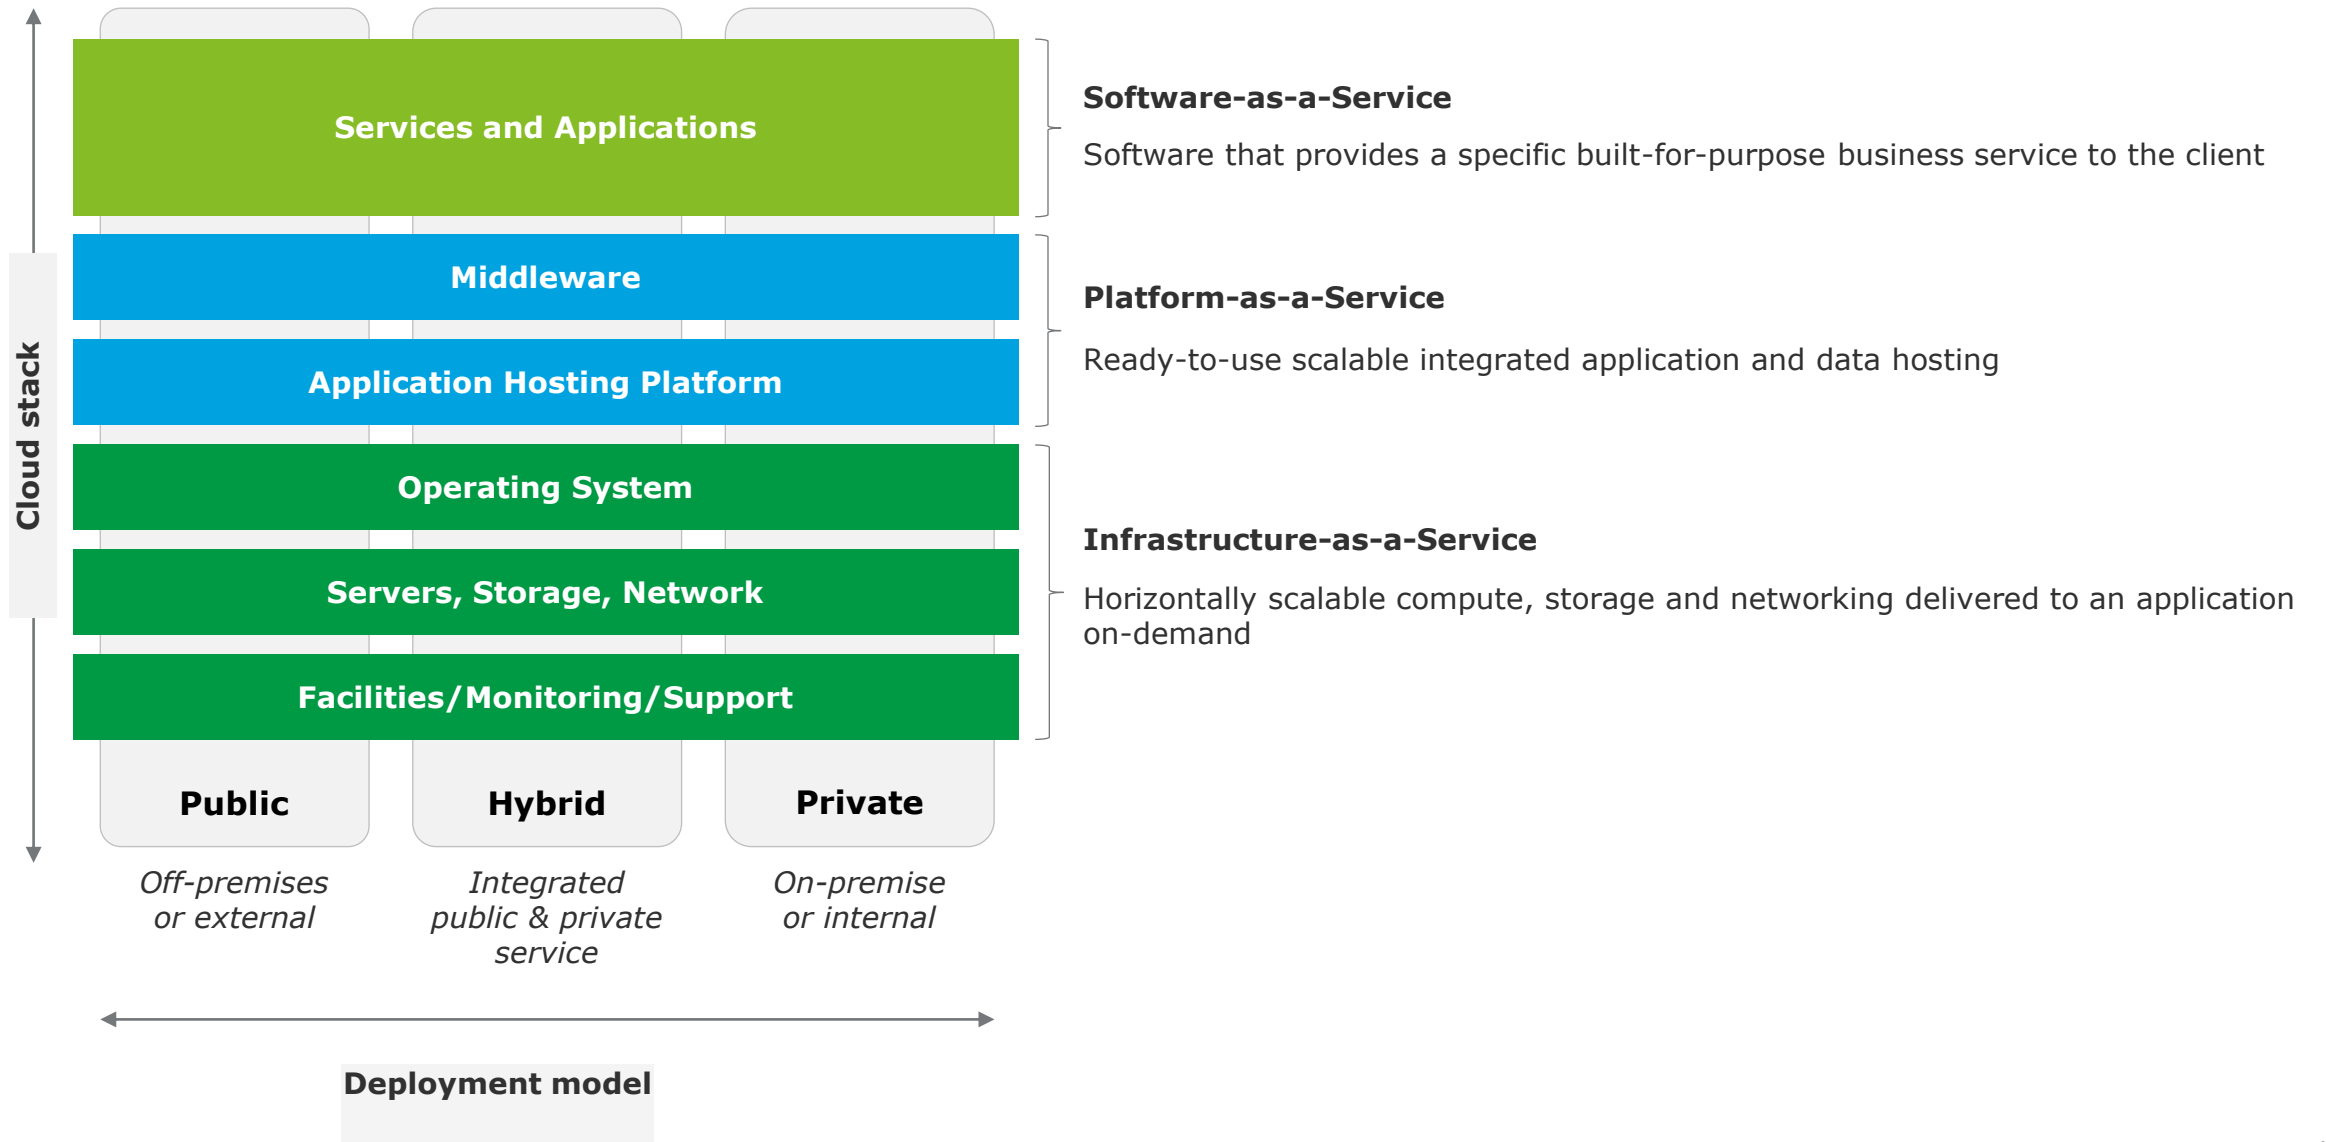 Services and Applications
Software-as-a-Service
Software that provides a specific built-for-purpose business service to the client
Middleware
Application Hosting Platform
Platform-as-a-Service
Ready-to-use scalable integrated application and data hosting
Operating System
Servers, Storage, Network
Facilities/Monitoring/Support
Infrastructure-as-a-Service
Horizontally scalable compute, storage and networking delivered to an application
on-demand
Cloud stack
Public
Hybrid
Private
Off-premises
or external
Integrated
public & private
service
On-premise
or internal
Deployment model